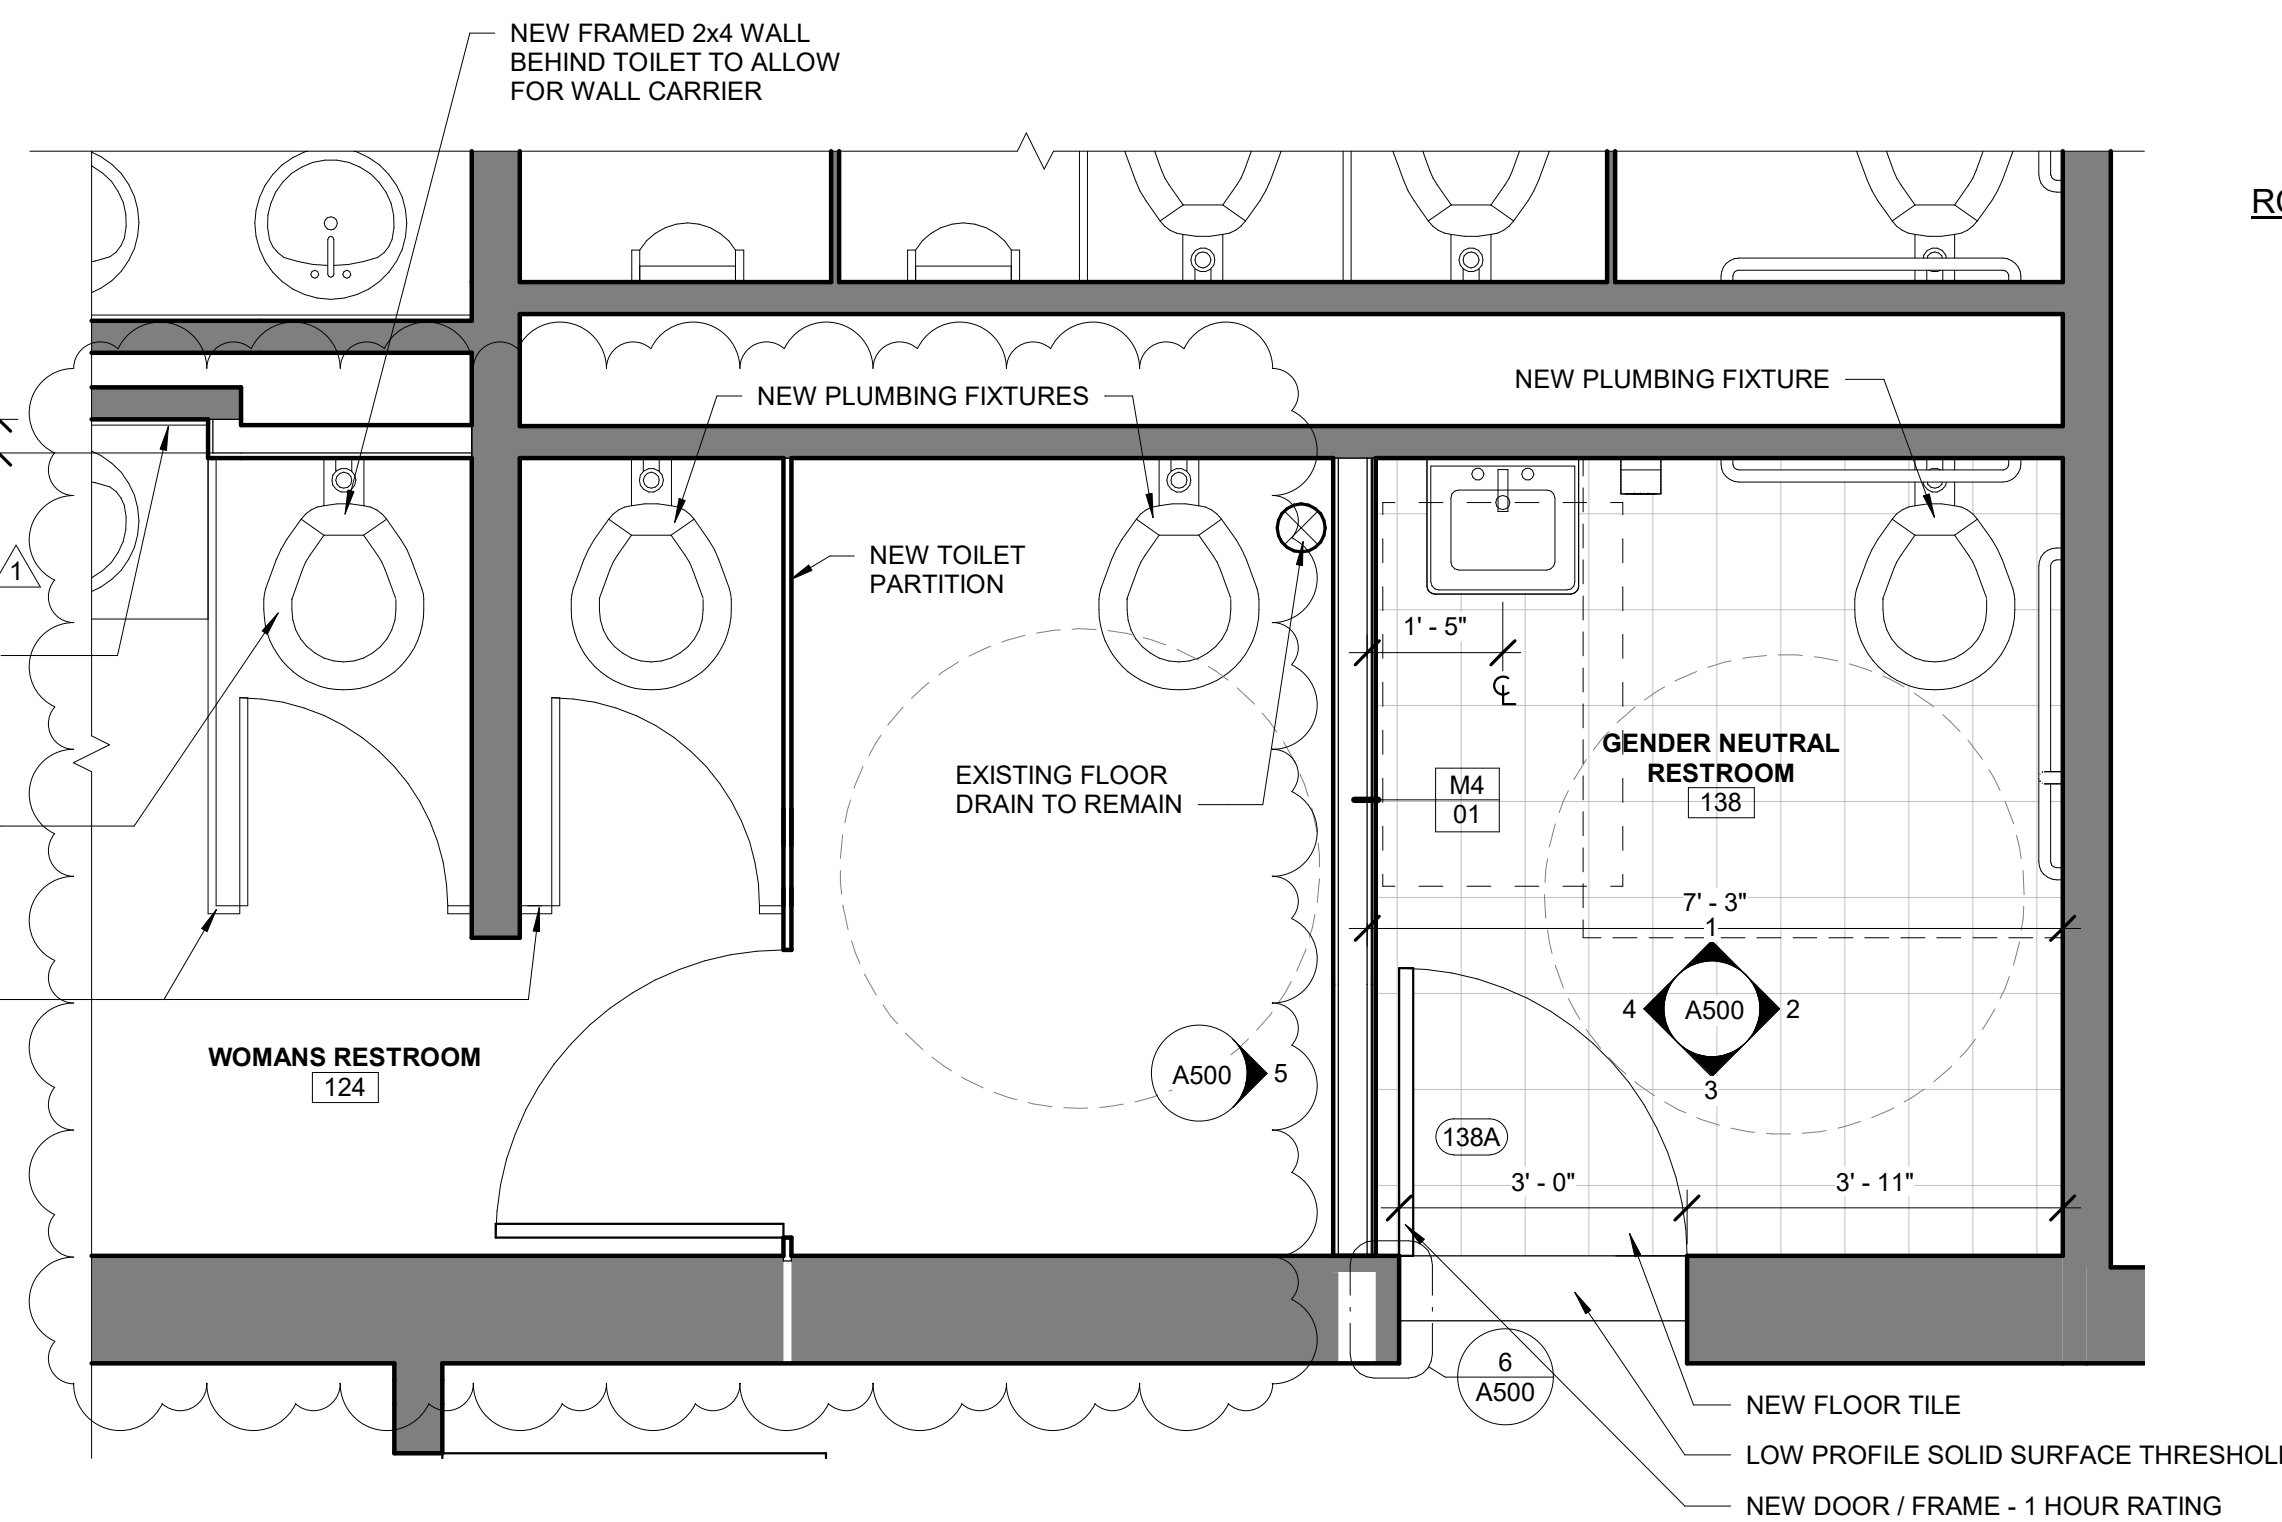 NEW FRAMED 2x4 WALL
BEHIND TOILET TO ALLOW
FOR WALL CARRIER
NEW PLUMBING FIXTURES
NEW PLUMBING FIXTURE
1
NEW TOILET
PARTITION
1' - 5"
℄
EXISTING FLOOR
DRAIN TO REMAIN
GENDER NEUTRAL
RESTROOM
138
M4
01
7' - 3"
1
4
A500
2
3
WOMANS RESTROOM
124
A500
5
138A
3' - 0"
3' - 11"
6
A500
NEW FLOOR TILE
LOW PROFILE SOLID SURFACE
NEW DOOR / FRAME - 1 HOUR RATING